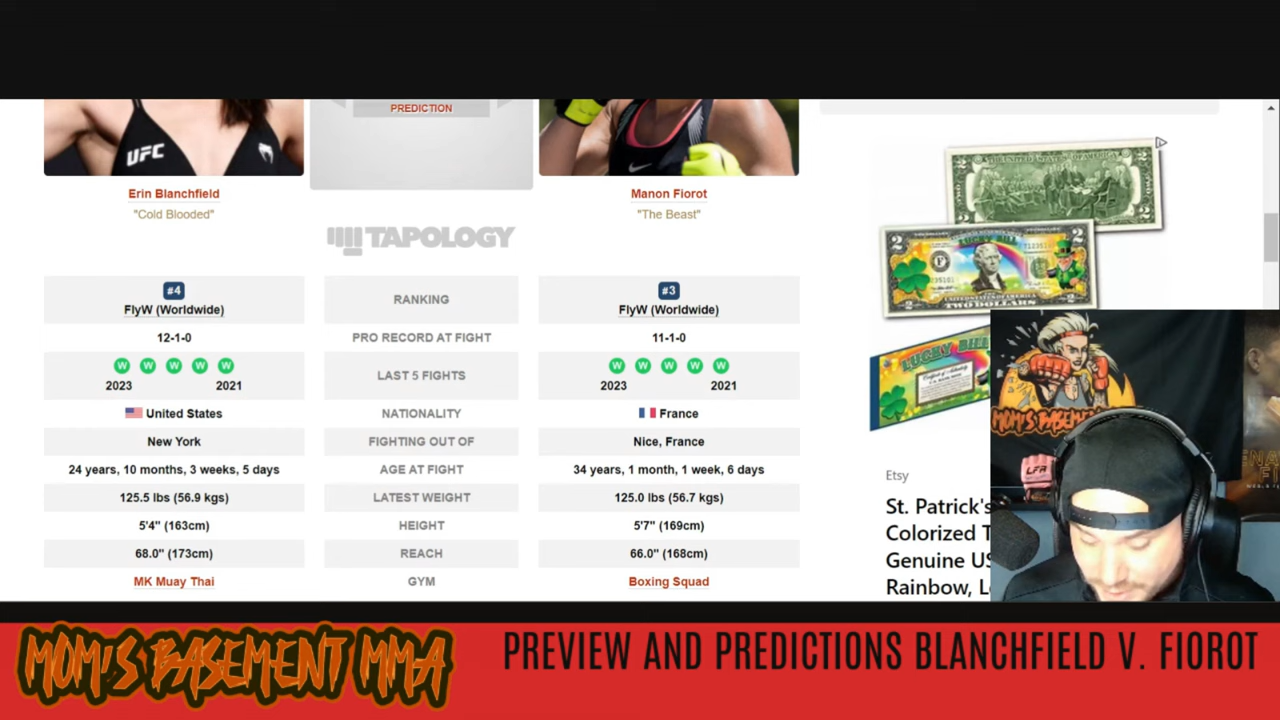 PREDICTION
UFC
Erin Blanchfield
"Cold Blooded"
Manon Fiorot
"The Beast"
TAPOLOGY
#4
FlyW (Worldwide)
RANKING
#3
FlyW (Worldwide)
12-1-0
PRO RECORD AT FIGHT
11-1-0
W W W W W
2023 2021
LAST 5 FIGHTS
W W W W W
2023 2021
United States
NATIONALITY
France
New York
FIGHTING OUT OF
Nice, France
24 years, 10 months, 3 weeks, 5 days
AGE AT FIGHT
34 years, 1 month, 1 week, 6 days
125.5 lbs (56.9 kgs)
LATEST WEIGHT
125.0 lbs (56.7 kgs)
5'4" (163cm)
HEIGHT
5'7" (169cm)
68.0" (173cm)
REACH
66.0" (168cm)
MK Muay Thai
GYM
Boxing Squad
TWO DOLLARS
LUCKY BILL
Etsy
St. Patrick's
Colorized T
Genuine US
Rainbow, L
LFA
MOM'S BASEMENT MMA
PREVIEW AND PREDICTIONS BLANCHFIELD V. FIOROT